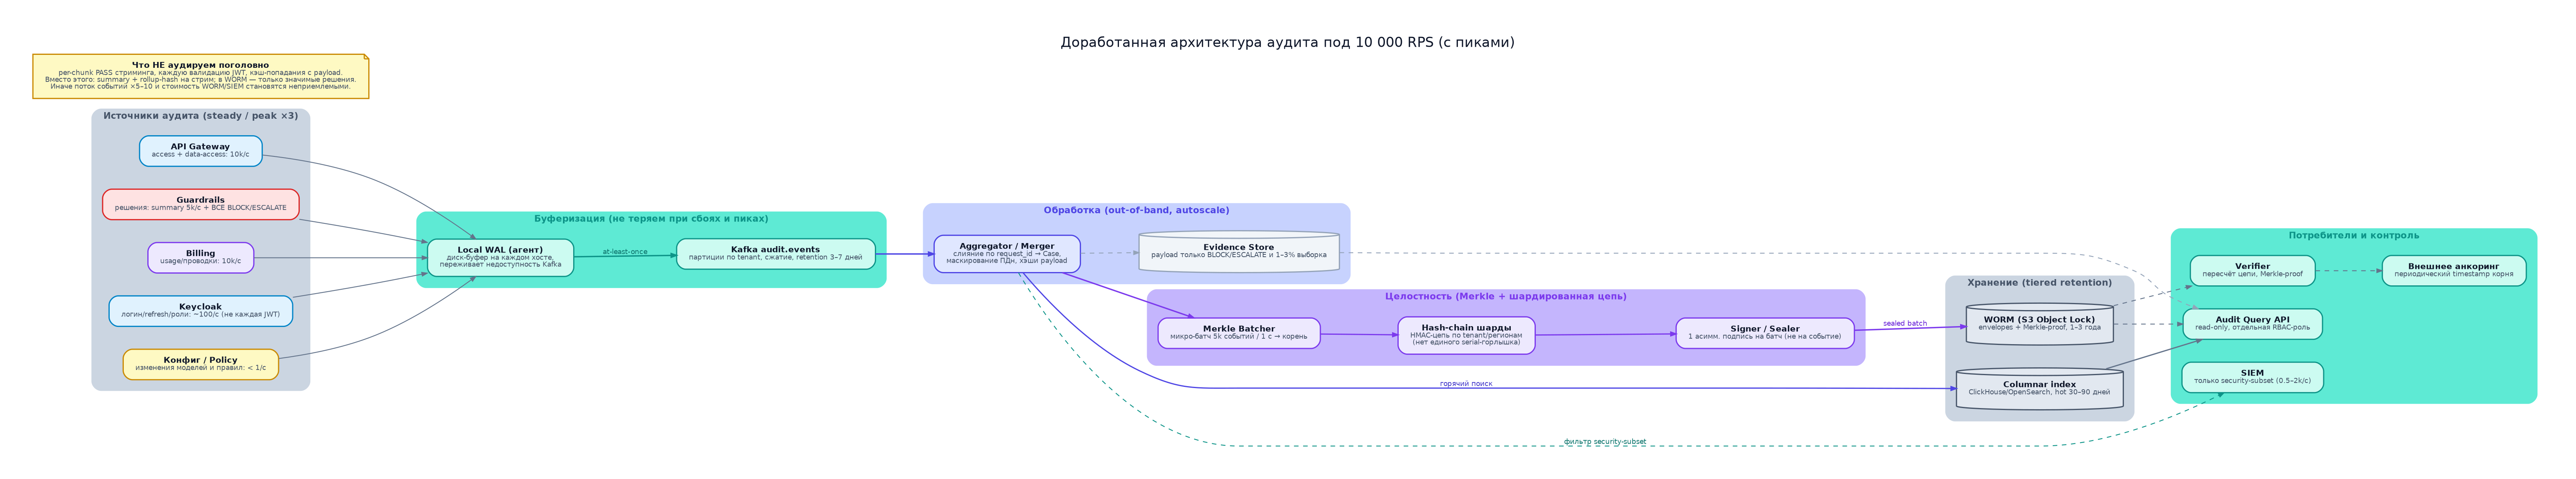 Доработанная архитектура аудита под 10 000 RPS (с пиками)
Что НЕ аудируем поголовно
per-chunk PASS стриминга, каждую валидацию JWT, кэш-попадания с payload.
Вместо этого: summary + rollup-hash на стрим; в WORM — только значимые решения.
Иначе поток событий ×5–10 и стоимость WORM/SIEM становятся неприемлемыми.
Источники аудита (steady / peak ×3)
API Gateway
access + data-access: 10k/с
Guardrails
решения: summary 5k/с + ВСЕ BLOCK/ESCALATE
Billing
usage/проводки: 10k/с
Keycloak
логин/refresh/роли: ~100/с (не каждая JWT)
Конфиг / Policy
изменения моделей и правил: < 1/с
Буферизация (не теряем при сбоях и пиках)
Local WAL (агент)
диск-буфер на каждом хосте,
переживает недоступность Kafka
at-least-once
Kafka audit.events
партиции по tenant, сжатие, retention 3–7 дней
Обработка (out-of-band, autoscale)
Aggregator / Merger
слияние по request_id → Case,
маскирование ПДн, хэши payload
Evidence Store
payload только BLOCK/ESCALATE и 1–3% выборка
Целостность (Merkle + шардированная цепь)
Merkle Batcher
микро-батч 5k событий / 1 с → корень
Hash-chain шарды
HMAC-цепь по tenant/регионам
(нет единого serial-горлышка)
Signer / Sealer
1 асимм. подпись на батч (не на событие)
sealed batch
горячий поиск
фильтр security-subset
Хранение (tiered retention)
WORM (S3 Object Lock)
envelopes + Merkle-proof, 1–3 года
Columnar index
ClickHouse/OpenSearch, hot 30–90 дней
Потребители и контроль
Verifier
пересчёт цепи, Merkle-proof
Внешнее анкоринг
периодический timestamp корня
Audit Query API
read-only, отдельная RBAC-роль
SIEM
только security-subset (0.5–2k/с)